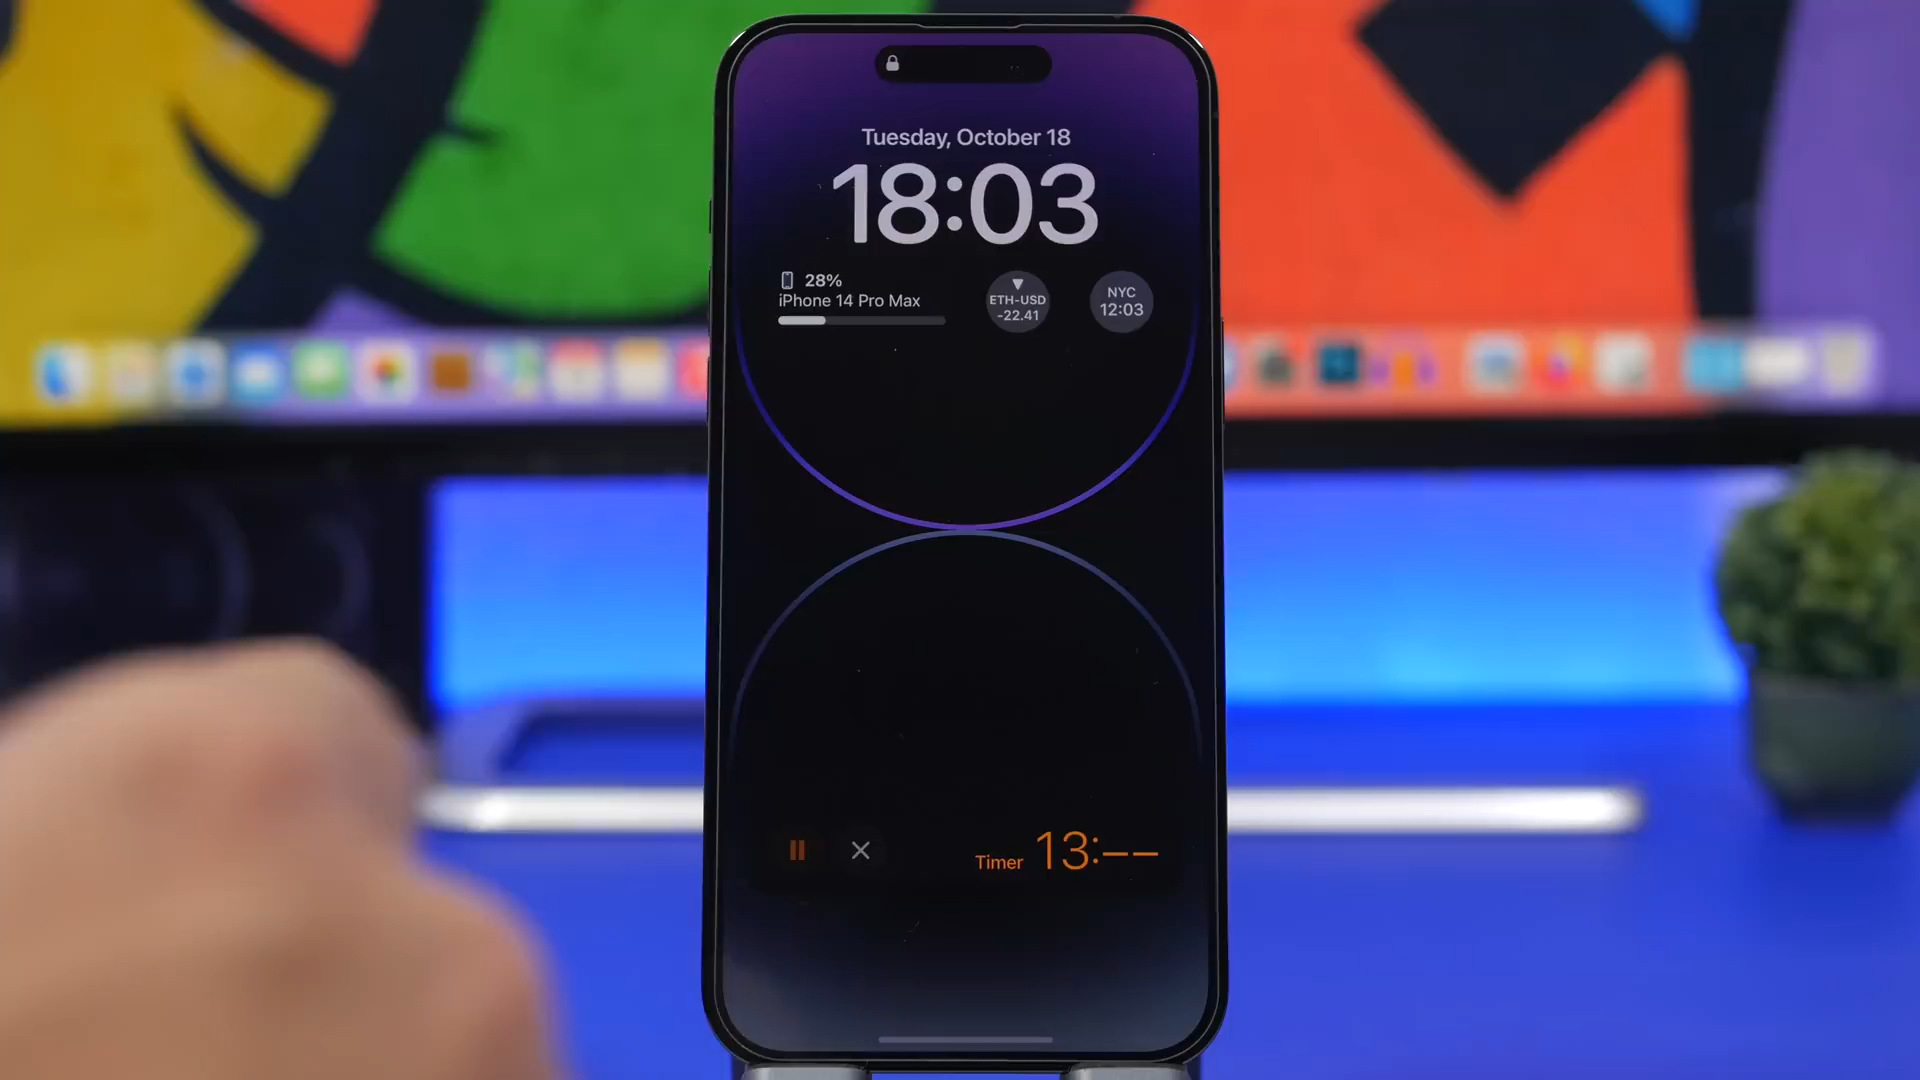 Tuesday, October 18
18:03
28%
iPhone 14 Pro Max
ETH-USD
-22.41
NYC
12:03
Timer 13:––